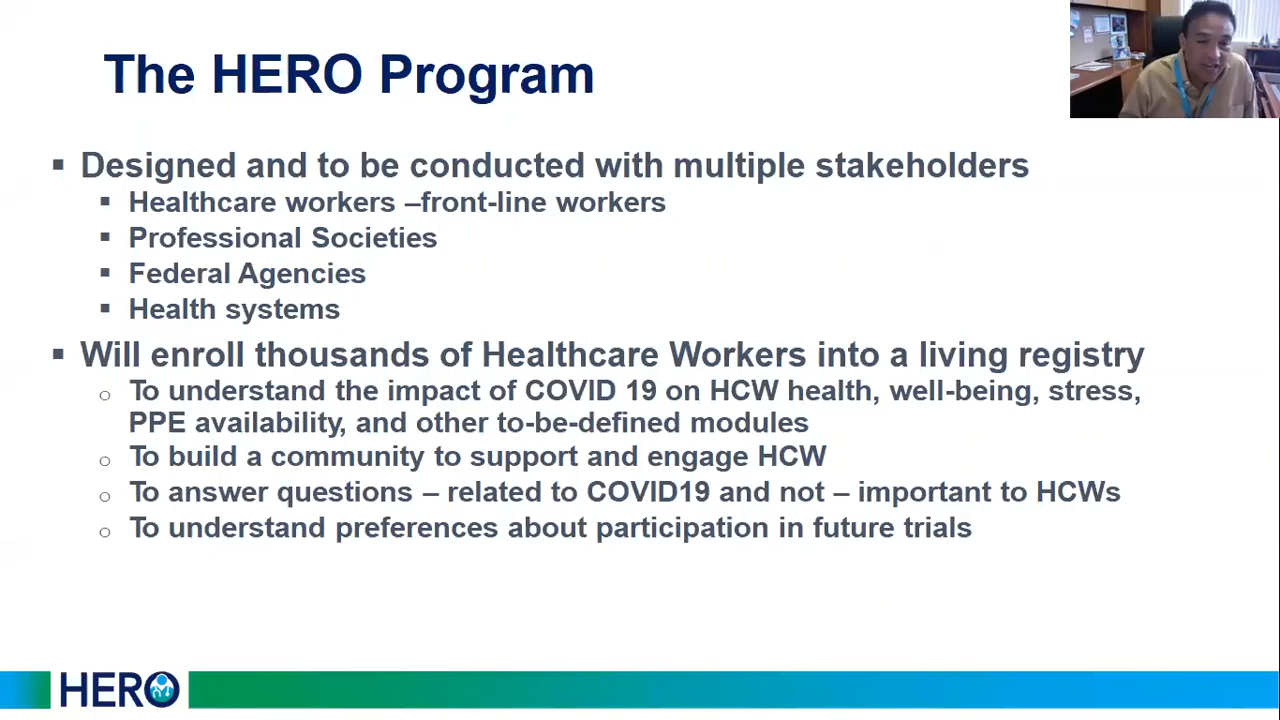 The HERO Program
▪ Designed and to be conducted with multiple stakeholders
▪ Healthcare workers –front-line workers
▪ Professional Societies
▪ Federal Agencies
▪ Health systems
▪ Will enroll thousands of Healthcare Workers into a living registry
○ To understand the impact of COVID 19 on HCW health, well-being, stress,
PPE availability, and other to-be-defined modules
○ To build a community to support and engage HCW
○ To answer questions – related to COVID19 and not – important to HCWs
○ To understand preferences about participation in future trials
HERO